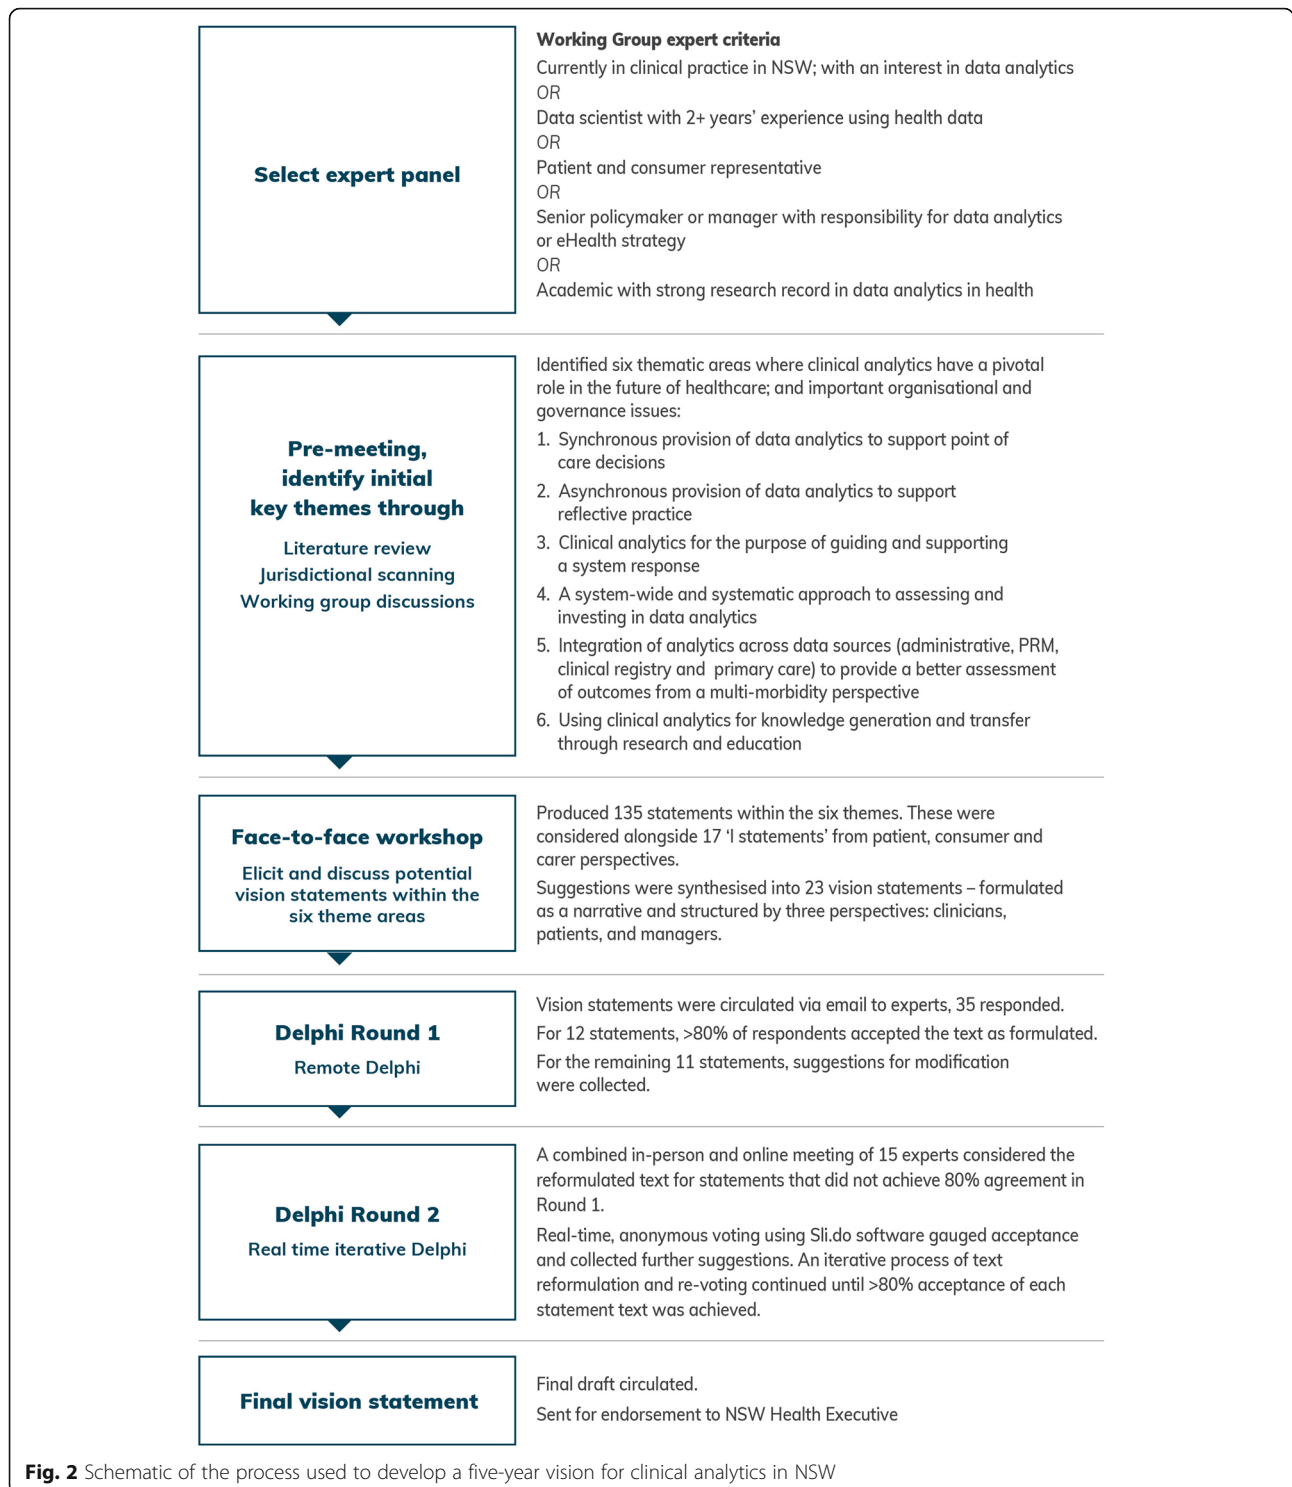 Select expert panel
Working Group expert criteria
Currently in clinical practice in NSW; with an interest in data analytics
OR
Data scientist with 2+ years’ experience using health data
OR
Patient and consumer representative
OR
Senior policymaker or manager with responsibility for data analytics
or eHealth strategy
OR
Academic with strong research record in data analytics in health
Pre-meeting,
identify initial
key themes through
Literature review
Jurisdictional scanning
Working group discussions
Identified six thematic areas where clinical analytics have a pivotal
role in the future of healthcare; and important organisational and
governance issues:
1. Synchronous provision of data analytics to support point of
care decisions
2. Asynchronous provision of data analytics to support
reflective practice
3. Clinical analytics for the purpose of guiding and supporting
a system response
4. A system-wide and systematic approach to assessing and
investing in data analytics
5. Integration of analytics across data sources (administrative, PRM,
clinical registry and primary care) to provide a better assessment
of outcomes from a multi-morbidity perspective
6. Using clinical analytics for knowledge generation and transfer
through research and education
Face-to-face workshop
Elicit and discuss potential
vision statements within the
six theme areas
Produced 135 statements within the six themes. These were
considered alongside 17 ‘I statements’ from patient, consumer and
carer perspectives.
Suggestions were synthesised into 23 vision statements – formulated
as a narrative and structured by three perspectives: clinicians,
patients, and managers.
Delphi Round 1
Remote Delphi
Vision statements were circulated via email to experts, 35 responded.
For 12 statements, >80% of respondents accepted the text as formulated.
For the remaining 11 statements, suggestions for modification
were collected.
Delphi Round 2
Real time iterative Delphi
A combined in-person and online meeting of 15 experts considered the
reformulated text for statements that did not achieve 80% agreement in
Round 1.
Real-time, anonymous voting using Sli.do software gauged acceptance
and collected further suggestions. An iterative process of text
reformulation and re-voting continued until >80% acceptance of each
statement text was achieved.
Final vision statement
Final draft circulated.
Sent for endorsement to NSW Health Executive
Fig. 2 Schematic of the process used to develop a five-year vision for clinical analytics in NSW